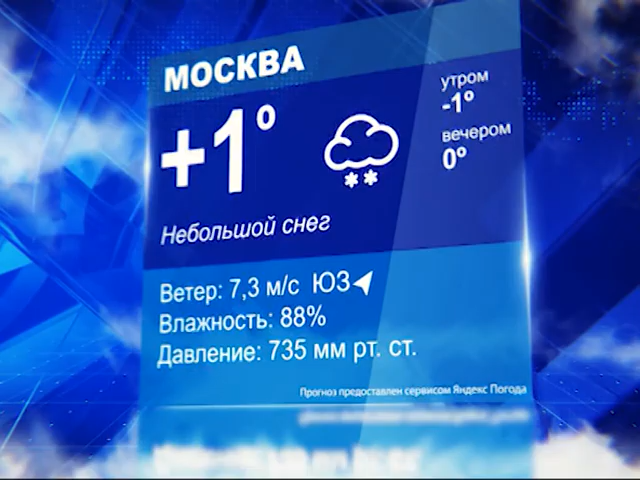 МОСКВА
+1°
утром
-1°
вечером
0°
Небольшой снег
Ветер: 7,3 м/с ЮЗ
Влажность: 88%
Давление: 735 мм рт. ст.
Прогноз предоставлен сервисом Яндекс Погода